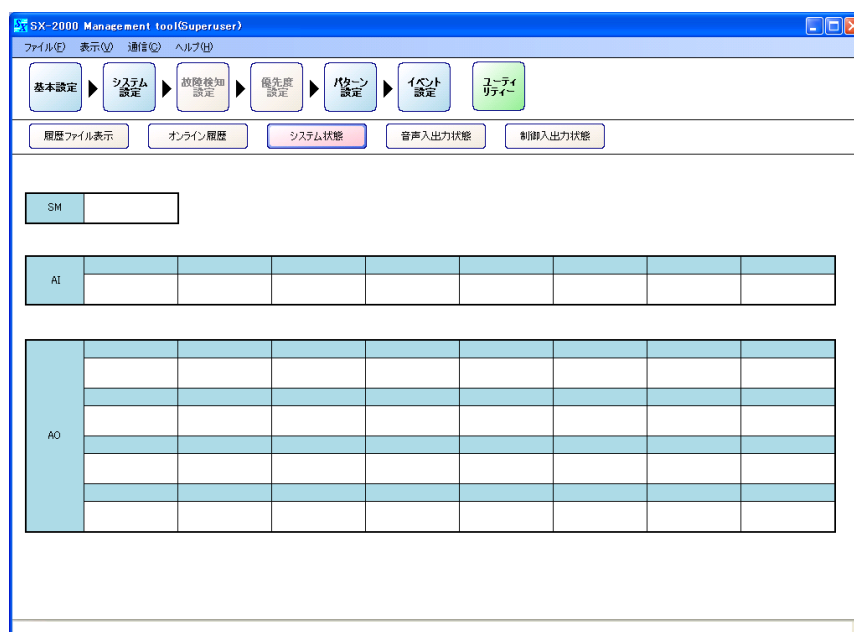 SX-2000 Management tool(Superuser)
ファイル(F) 表示(V) 通信(C) ヘルプ(H)
基本設定 システム設定 故障検知設定 優先度設定 パターン設定 イベント設定 ユーティリティー
履歴ファイル表示 オンライン履歴 システム状態 音声入出力状態 制御入出力状態
SM
AI
AO